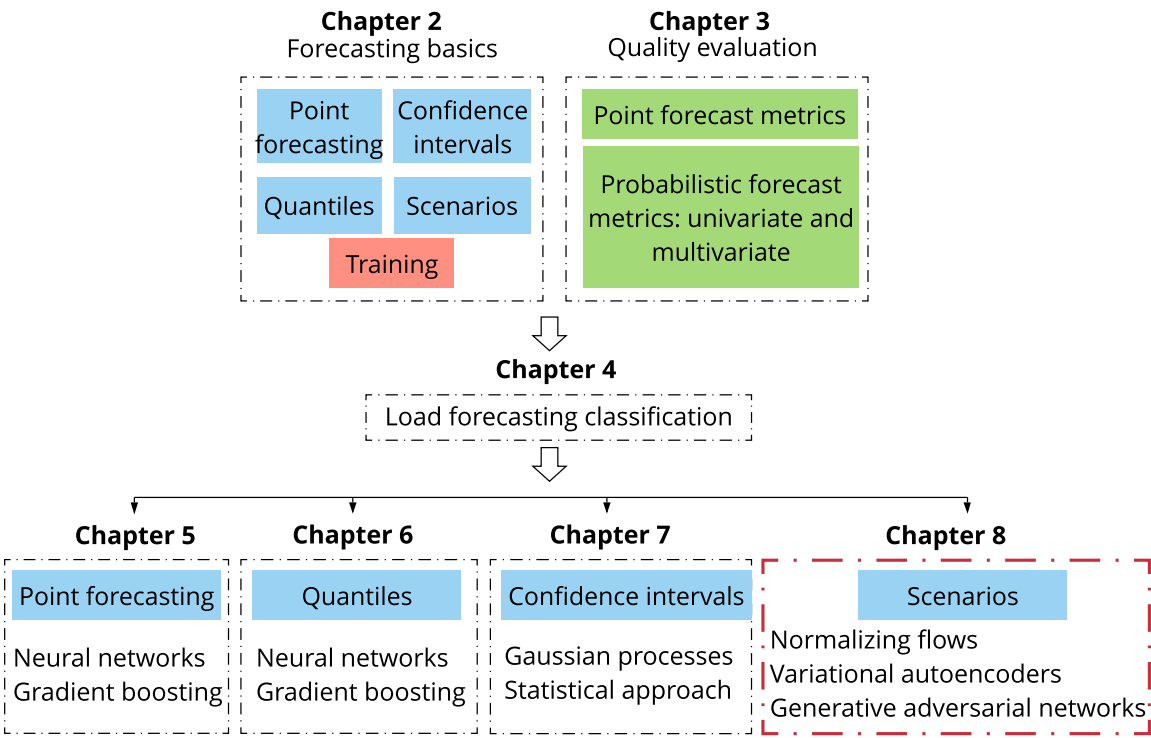 Chapter 2
Forecasting basics
Point
forecasting
Confidence
intervals
Quantiles
Scenarios
Training
Chapter 3
Quality evaluation
Point forecast metrics
Probabilistic forecast
metrics: univariate and
multivariate
Chapter 4
Load forecasting classification
Chapter 5
Point forecasting
Neural networks
Gradient boosting
Chapter 6
Quantiles
Neural networks
Gradient boosting
Chapter 7
Confidence intervals
Gaussian processes
Statistical approach
Chapter 8
Scenarios
Normalizing flows
Variational autoencoders
Generative adversarial networks